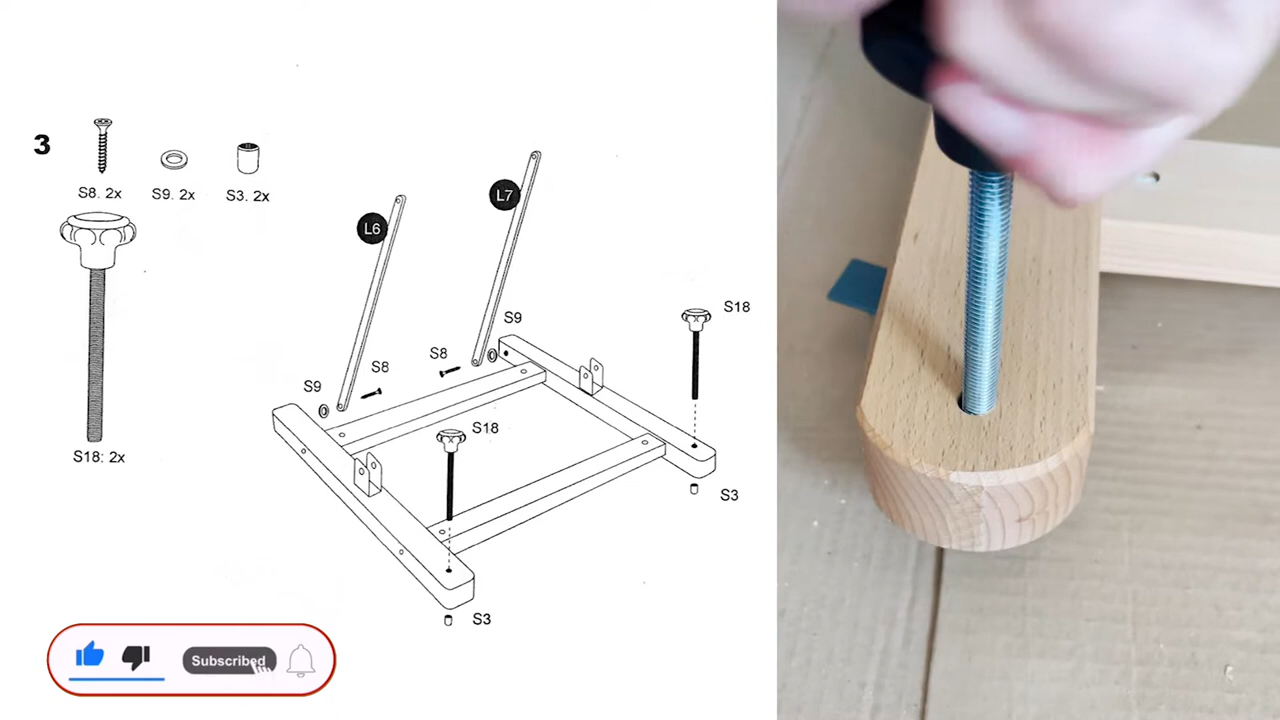 3
S8. 2x
S9. 2x
S3. 2x
S18: 2x
L7
L6
S18
S9
S8
S8
S9
S18
S3
S3
Subscribed